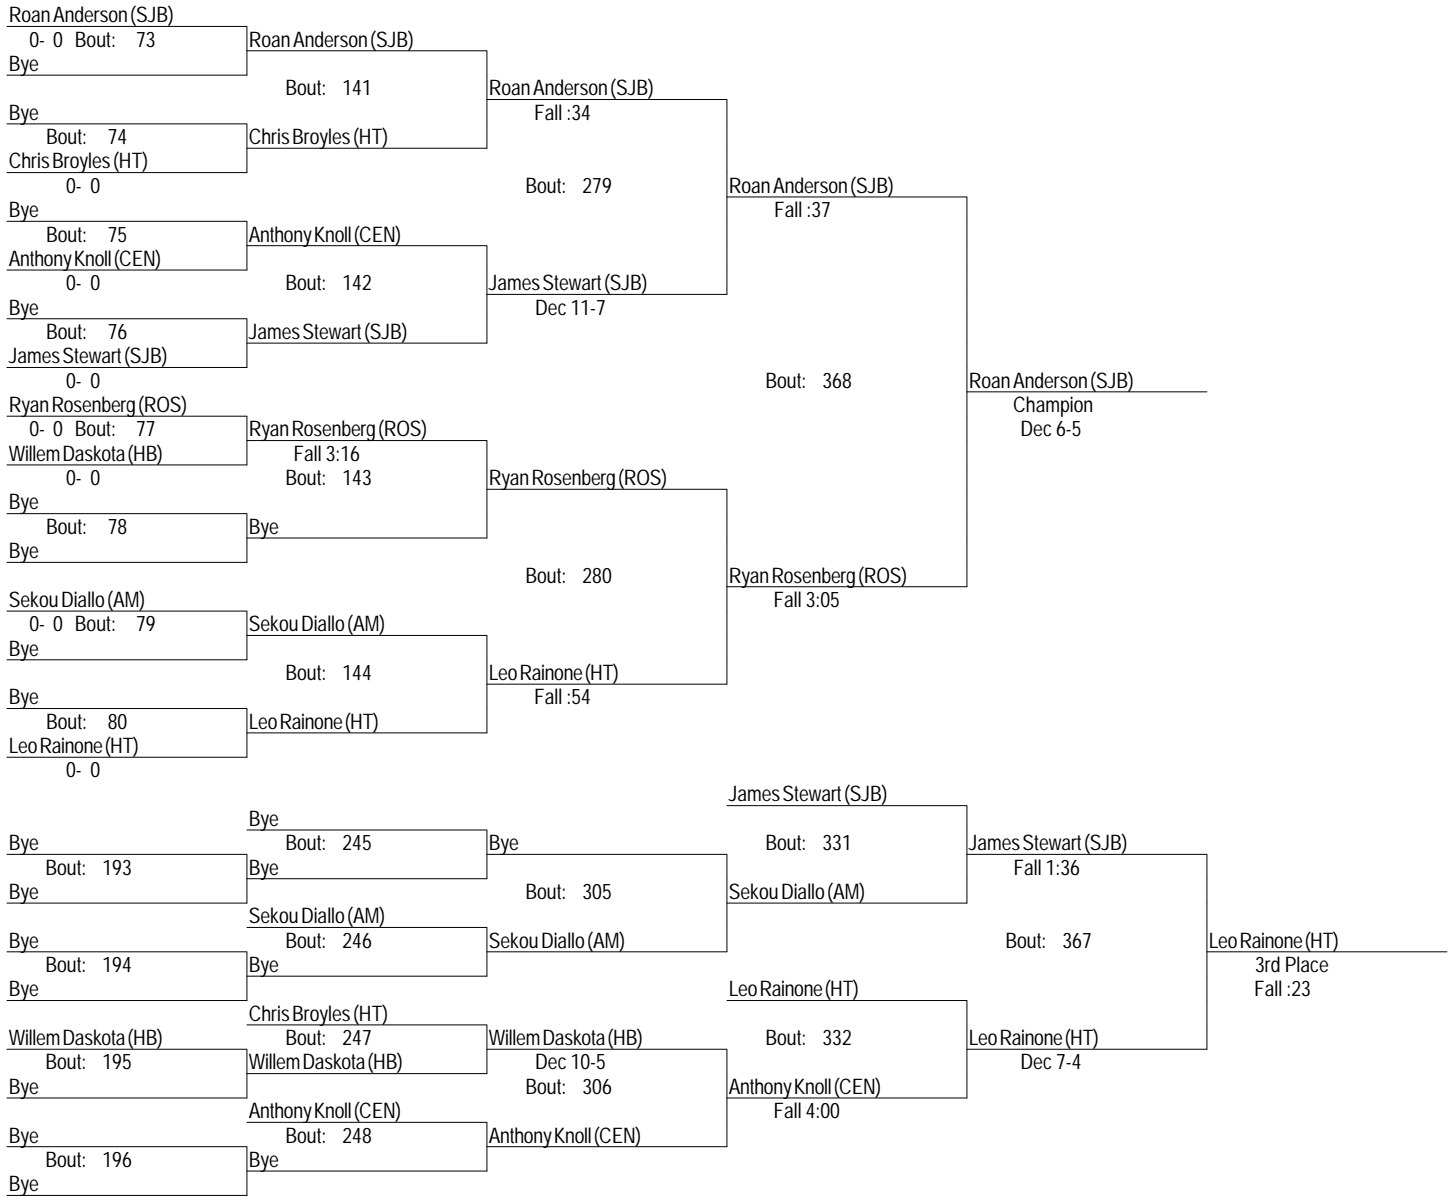 Roan Anderson (SJB)
0- 0 Bout: 73 Roan Anderson (SJB)
Bye
Bout: 141 Roan Anderson (SJB)
Bye Fall :34
Bout: 74 Chris Broyles (HT)
Chris Broyles (HT)
0- 0 Bout: 279 Roan Anderson (SJB)
Bye Fall :37
Bout: 75 Anthony Knoll (CEN)
Anthony Knoll (CEN)
0- 0 Bout: 142 James Stewart (SJB)
Bye Dec 11-7
Bout: 76 James Stewart (SJB)
James Stewart (SJB)
0- 0 Bout: 368 Roan Anderson (SJB)
Ryan Rosenberg (ROS) Champion
0- 0 Bout: 77 Ryan Rosenberg (ROS) Dec 6-5
Willem Daskota (HB) Fall 3:16
0- 0 Bout: 143 Ryan Rosenberg (ROS)
Bye
Bout: 78 Bye
Bye
Bout: 280 Ryan Rosenberg (ROS)
Sekou Diallo (AM) Fall 3:05
0- 0 Bout: 79 Sekou Diallo (AM)
Bye
Bout: 144 Leo Rainone (HT)
Bye Fall :54
Bout: 80 Leo Rainone (HT)
Leo Rainone (HT)
0- 0
James Stewart (SJB)
Bye
Bye Bout: 245 Bye Bout: 331 James Stewart (SJB)
Bout: 193 Bye Fall 1:36
Bye Bout: 305 Sekou Diallo (AM)
Sekou Diallo (AM)
Bye Bout: 246 Sekou Diallo (AM) Bout: 367 Leo Rainone (HT)
Bout: 194 Bye 3rd Place
Bye Leo Rainone (HT) Fall :23
Chris Broyles (HT)
Willem Daskota (HB) Bout: 247 Willem Daskota (HB) Bout: 332 Leo Rainone (HT)
Bout: 195 Willem Daskota (HB) Dec 10-5 Dec 7-4
Bye Bout: 306 Anthony Knoll (CEN)
Anthony Knoll (CEN) Fall 4:00
Bye Bout: 248 Anthony Knoll (CEN)
Bout: 196 Bye
Bye